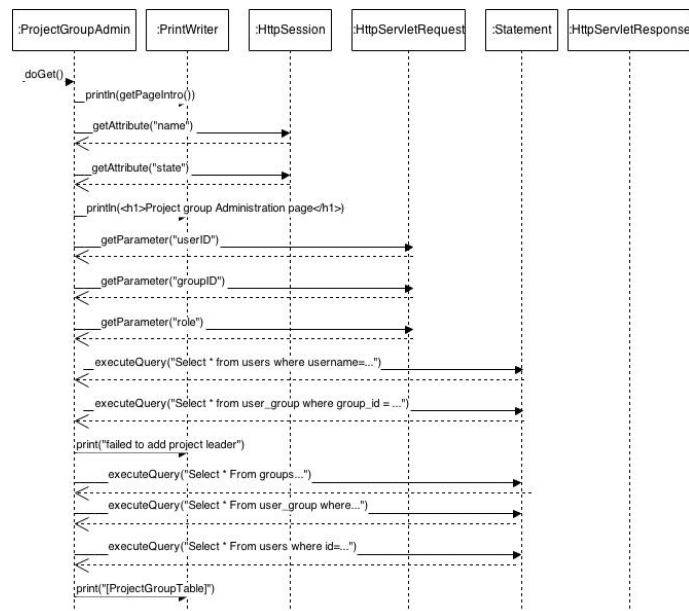 :ProjectGroupAdmin :PrintWriter :HttpSession :HttpServletRequest :Statement :HttpServletResponse
doGet()
println(getPageIntro())
getAttribute("name")
getAttribute("state")
println(<h1>Project group Administration page</h1>)
getParameter("userID")
getParameter("groupID")
getParameter("role")
executeQuery("Select * from users where username=...")
executeQuery("Select * from user_group where group_id = ...")
print("failed to add project leader")
executeQuery("Select * From groups...")
executeQuery("Select * From user_group where...")
executeQuery("Select * From users where id=...")
print("[ProjectGroupTable]")